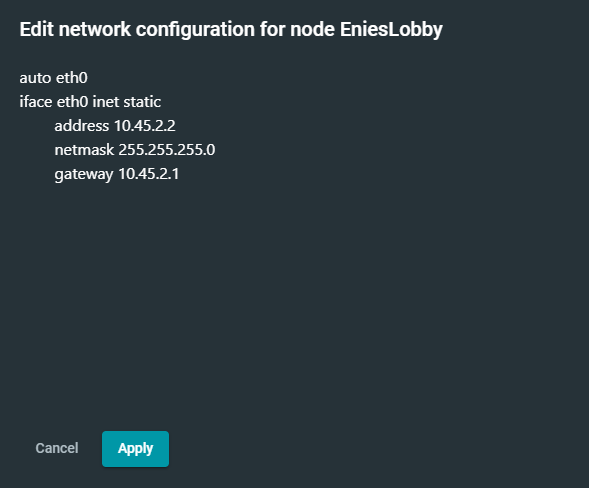 Edit network configuration for node EniesLobby
auto eth0
iface eth0 inet static
address 10.45.2.2
netmask 255.255.255.0
gateway 10.45.2.1
Cancel
Apply